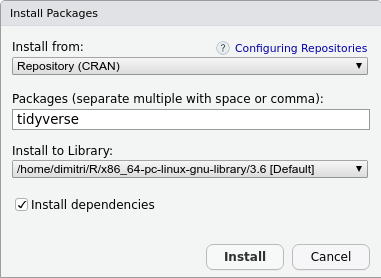 Install Packages
Install from:
? Configuring Repositories
Repository (CRAN)
Packages (separate multiple with space or comma):
tidyverse
Install to Library:
/home/dimitri/R/x86_64-pc-linux-gnu-library/3.6 [Default]
Install dependencies
Install
Cancel